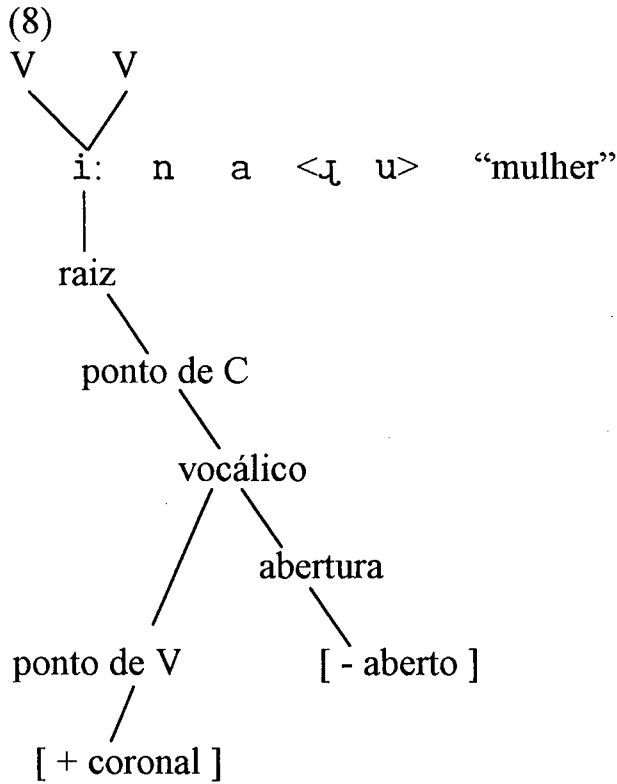 (8)
V V
i: n a <ɻ u> “mulher”
raiz
ponto de C
vocálico
abertura
ponto de V [ - aberto ]
[ + coronal ]